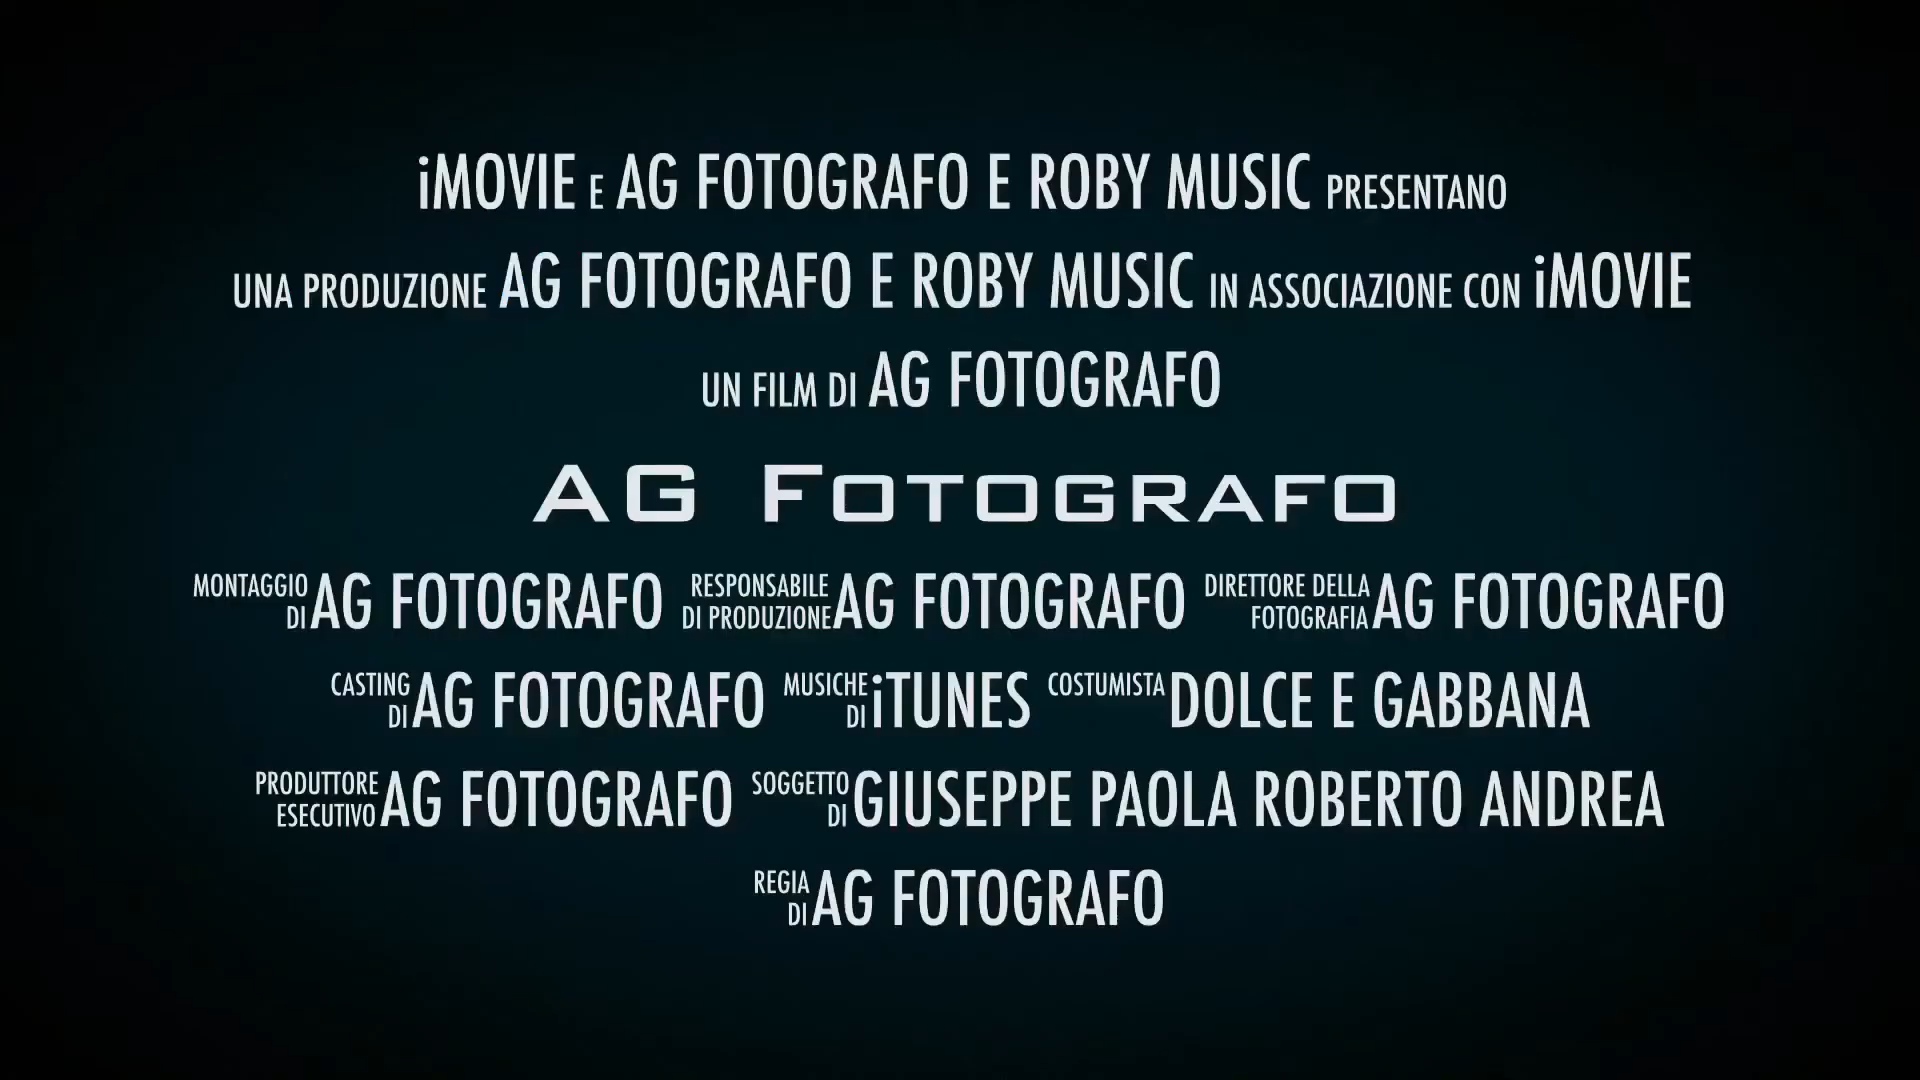 iMOVIE E AG FOTOGRAFO E ROBY MUSIC PRESENTANO
UNA PRODUZIONE AG FOTOGRAFO E ROBY MUSIC IN ASSOCIAZIONE CON iMOVIE
UN FILM DI AG FOTOGRAFO
AG FOTOGRAFO
MONTAGGIO DI AG FOTOGRAFO RESPONSABILE DI PRODUZIONE AG FOTOGRAFO DIRETTORE DELLA FOTOGRAFIA AG FOTOGRAFO
CASTING DI AG FOTOGRAFO MUSICHE DI iTUNES COSTUMISTA DOLCE E GABBANA
PRODUTTORE ESECUTIVO AG FOTOGRAFO SOGGETTO DI GIUSEPPE PAOLA ROBERTO ANDREA
REGIA DI AG FOTOGRAFO